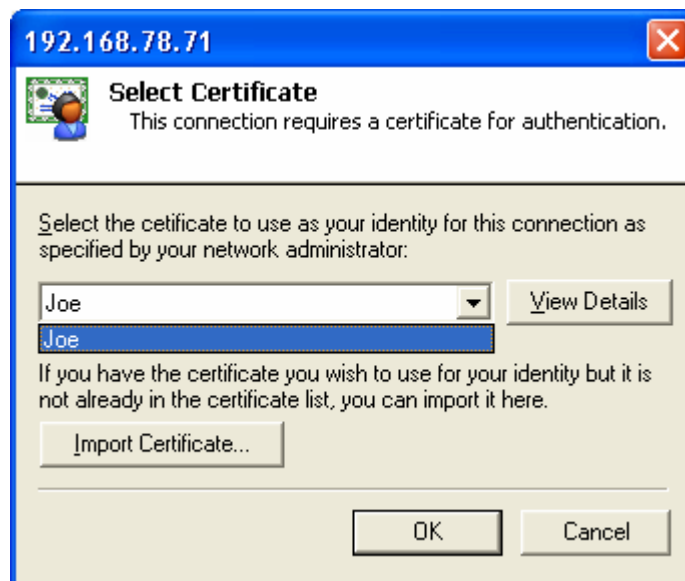 192.168.78.71
Select Certificate
This connection requires a certificate for authentication.
Select the cetificate to use as your identity for this connection as
specified by your network administrator:
Joe
View Details
Joe
If you have the certificate you wish to use for your identity but it is
not already in the certificate list, you can import it here.
Import Certificate...
OK
Cancel